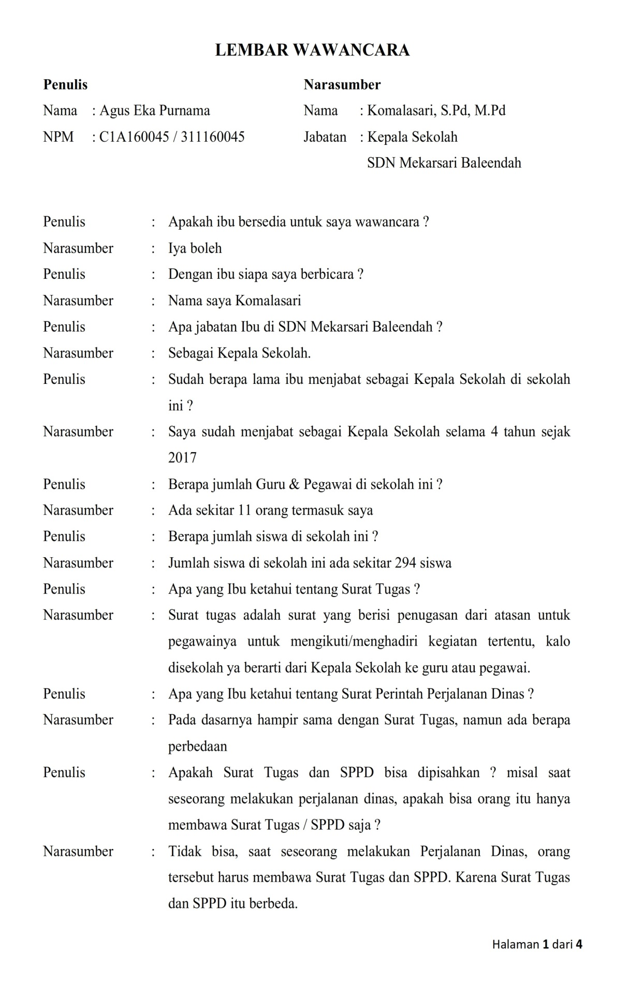 LEMBAR WAWANCARA
Penulis Narasumber
Nama : Agus Eka Purnama Nama : Komalasari, S.Pd, M.Pd
NPM : C1A160045 / 311160045 Jabatan : Kepala Sekolah
SDN Mekarsari Baleendah
Penulis : Apakah ibu bersedia untuk saya wawancara ?
Narasumber : Iya boleh
Penulis : Dengan ibu siapa saya berbicara ?
Narasumber : Nama saya Komalasari
Penulis : Apa jabatan Ibu di SDN Mekarsari Baleendah ?
Narasumber : Sebagai Kepala Sekolah.
Penulis : Sudah berapa lama ibu menjabat sebagai Kepala Sekolah di sekolah
ini ?
Narasumber : Saya sudah menjabat sebagai Kepala Sekolah selama 4 tahun sejak
2017
Penulis : Berapa jumlah Guru & Pegawai di sekolah ini ?
Narasumber : Ada sekitar 11 orang termasuk saya
Penulis : Berapa jumlah siswa di sekolah ini ?
Narasumber : Jumlah siswa di sekolah ini ada sekitar 294 siswa
Penulis : Apa yang Ibu ketahui tentang Surat Tugas ?
Narasumber : Surat tugas adalah surat yang berisi penugasan dari atasan untuk
pegawainya untuk mengikuti/menghadiri kegiatan tertentu, kalo
disekolah ya berarti dari Kepala Sekolah ke guru atau pegawai.
Penulis : Apa yang Ibu ketahui tentang Surat Perintah Perjalanan Dinas ?
Narasumber : Pada dasarnya hampir sama dengan Surat Tugas, namun ada berapa
perbedaan
Penulis : Apakah Surat Tugas dan SPPD bisa dipisahkan ? misal saat
seseorang melakukan perjalanan dinas, apakah bisa orang itu hanya
membawa Surat Tugas / SPPD saja ?
Narasumber : Tidak bisa, saat seseorang melakukan Perjalanan Dinas, orang
tersebut harus membawa Surat Tugas dan SPPD. Karena Surat Tugas
dan SPPD itu berbeda.
Halaman 1 dari 4